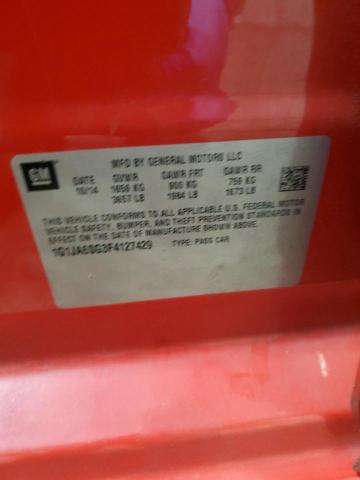 GM
MFD BY GENERAL MOTORS LLC
DATE GVWR GAWR FRT GAWR RR
10/14 1659 KG 900 KG 759 KG
3657 LB 1984 LB 1673 LB
THIS VEHICLE CONFORMS TO ALL APPLICABLE U.S. FEDERAL MOTOR
VEHICLE SAFETY, BUMPER, AND THEFT PREVENTION STANDARDS IN
EFFECT ON THE DATE OF MANUFACTURE SHOWN ABOVE.
1G1JA6SG3F4127429 TYPE: PASS CAR